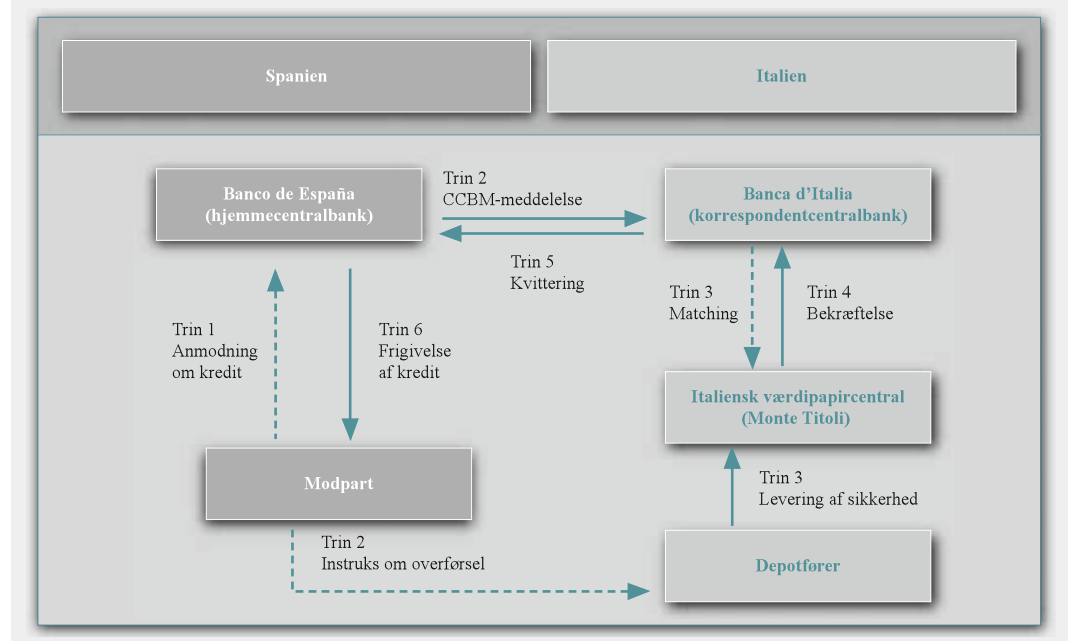 Spanien
Italien
Banco de España
(hjemmecentralbank)
Trin 2
CCBM-meddelelse
Banca d’Italia
(korrespondentcentralbank)
Trin 5
Kvittering
Trin 3
Matching
Trin 4
Bekræftelse
Trin 1
Anmodning
om kredit
Trin 6
Frigivelse
af kredit
Italiensk værdipapircentral
(Monte Titoli)
Modpart
Trin 3
Levering af sikkerhed
Trin 2
Instruks om overførsel
Depotfører